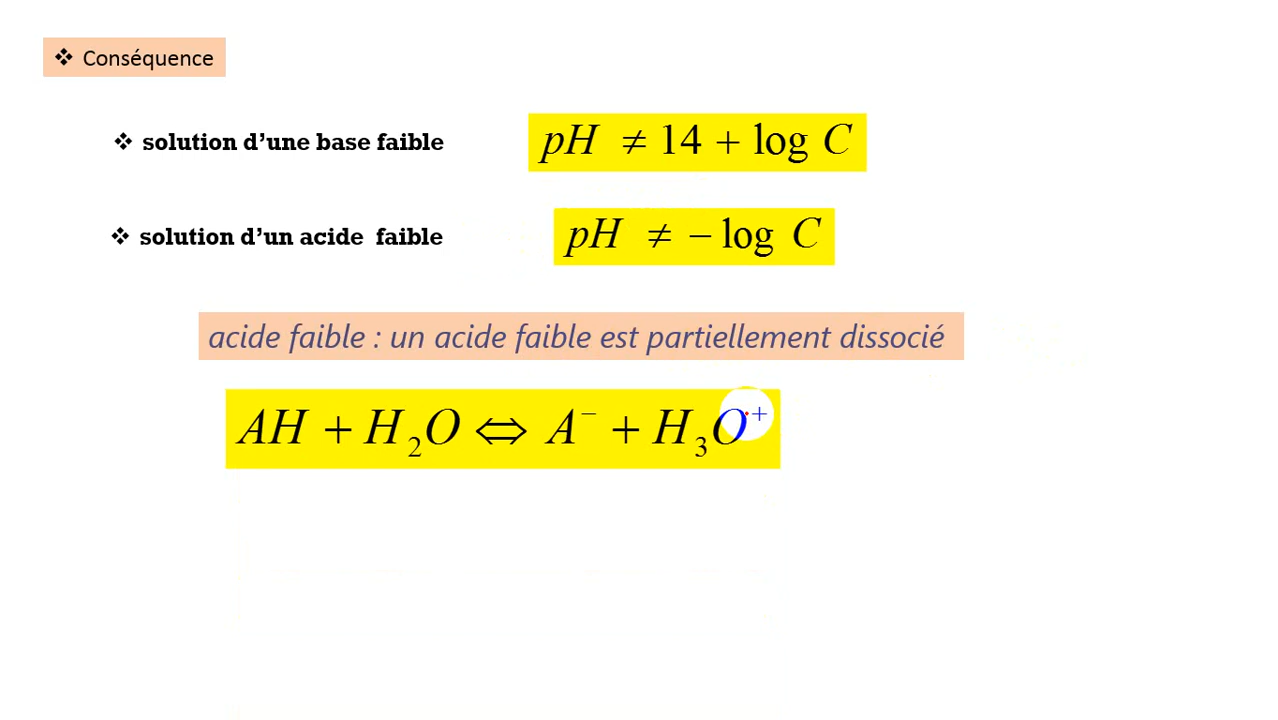 ❖ Conséquence
❖ solution d’une base faible pH ≠ 14 + log C
❖ solution d’un acide faible pH ≠ − log C
acide faible : un acide faible est partiellement dissocié
AH + H₂O ⇔ A⁻ + H₃O⁺